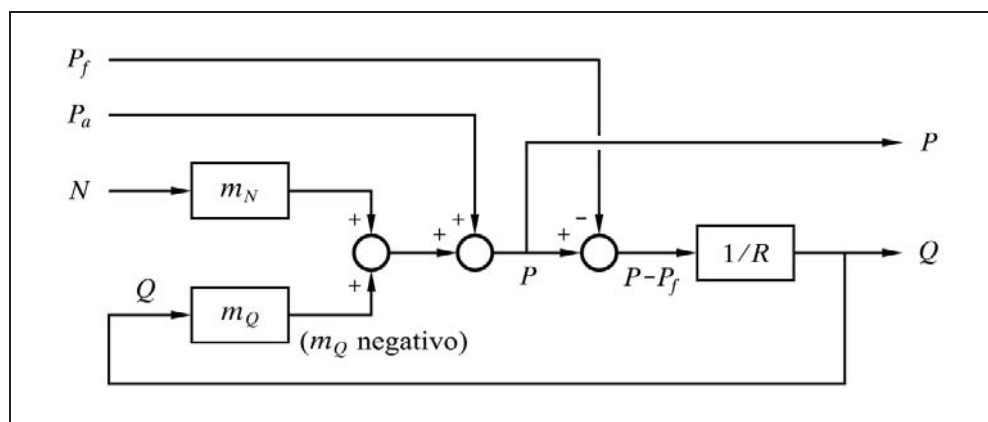 P_f
P_a
P
N
m_N
+
+
+
+
+
-
P
P-P_f
1/R
Q
Q
m_Q
(m_Q negativo)